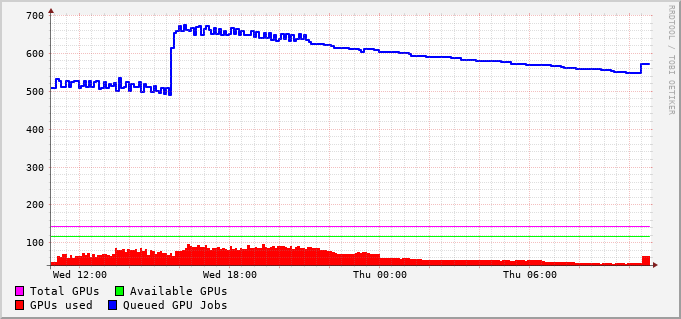 700
600
500
400
300
200
100
Wed 12:00 Wed 18:00 Thu 00:00 Thu 06:00
Total GPUs Available GPUs
GPUs used Queued GPU Jobs
RRDTOOL / TOBI OETIKER